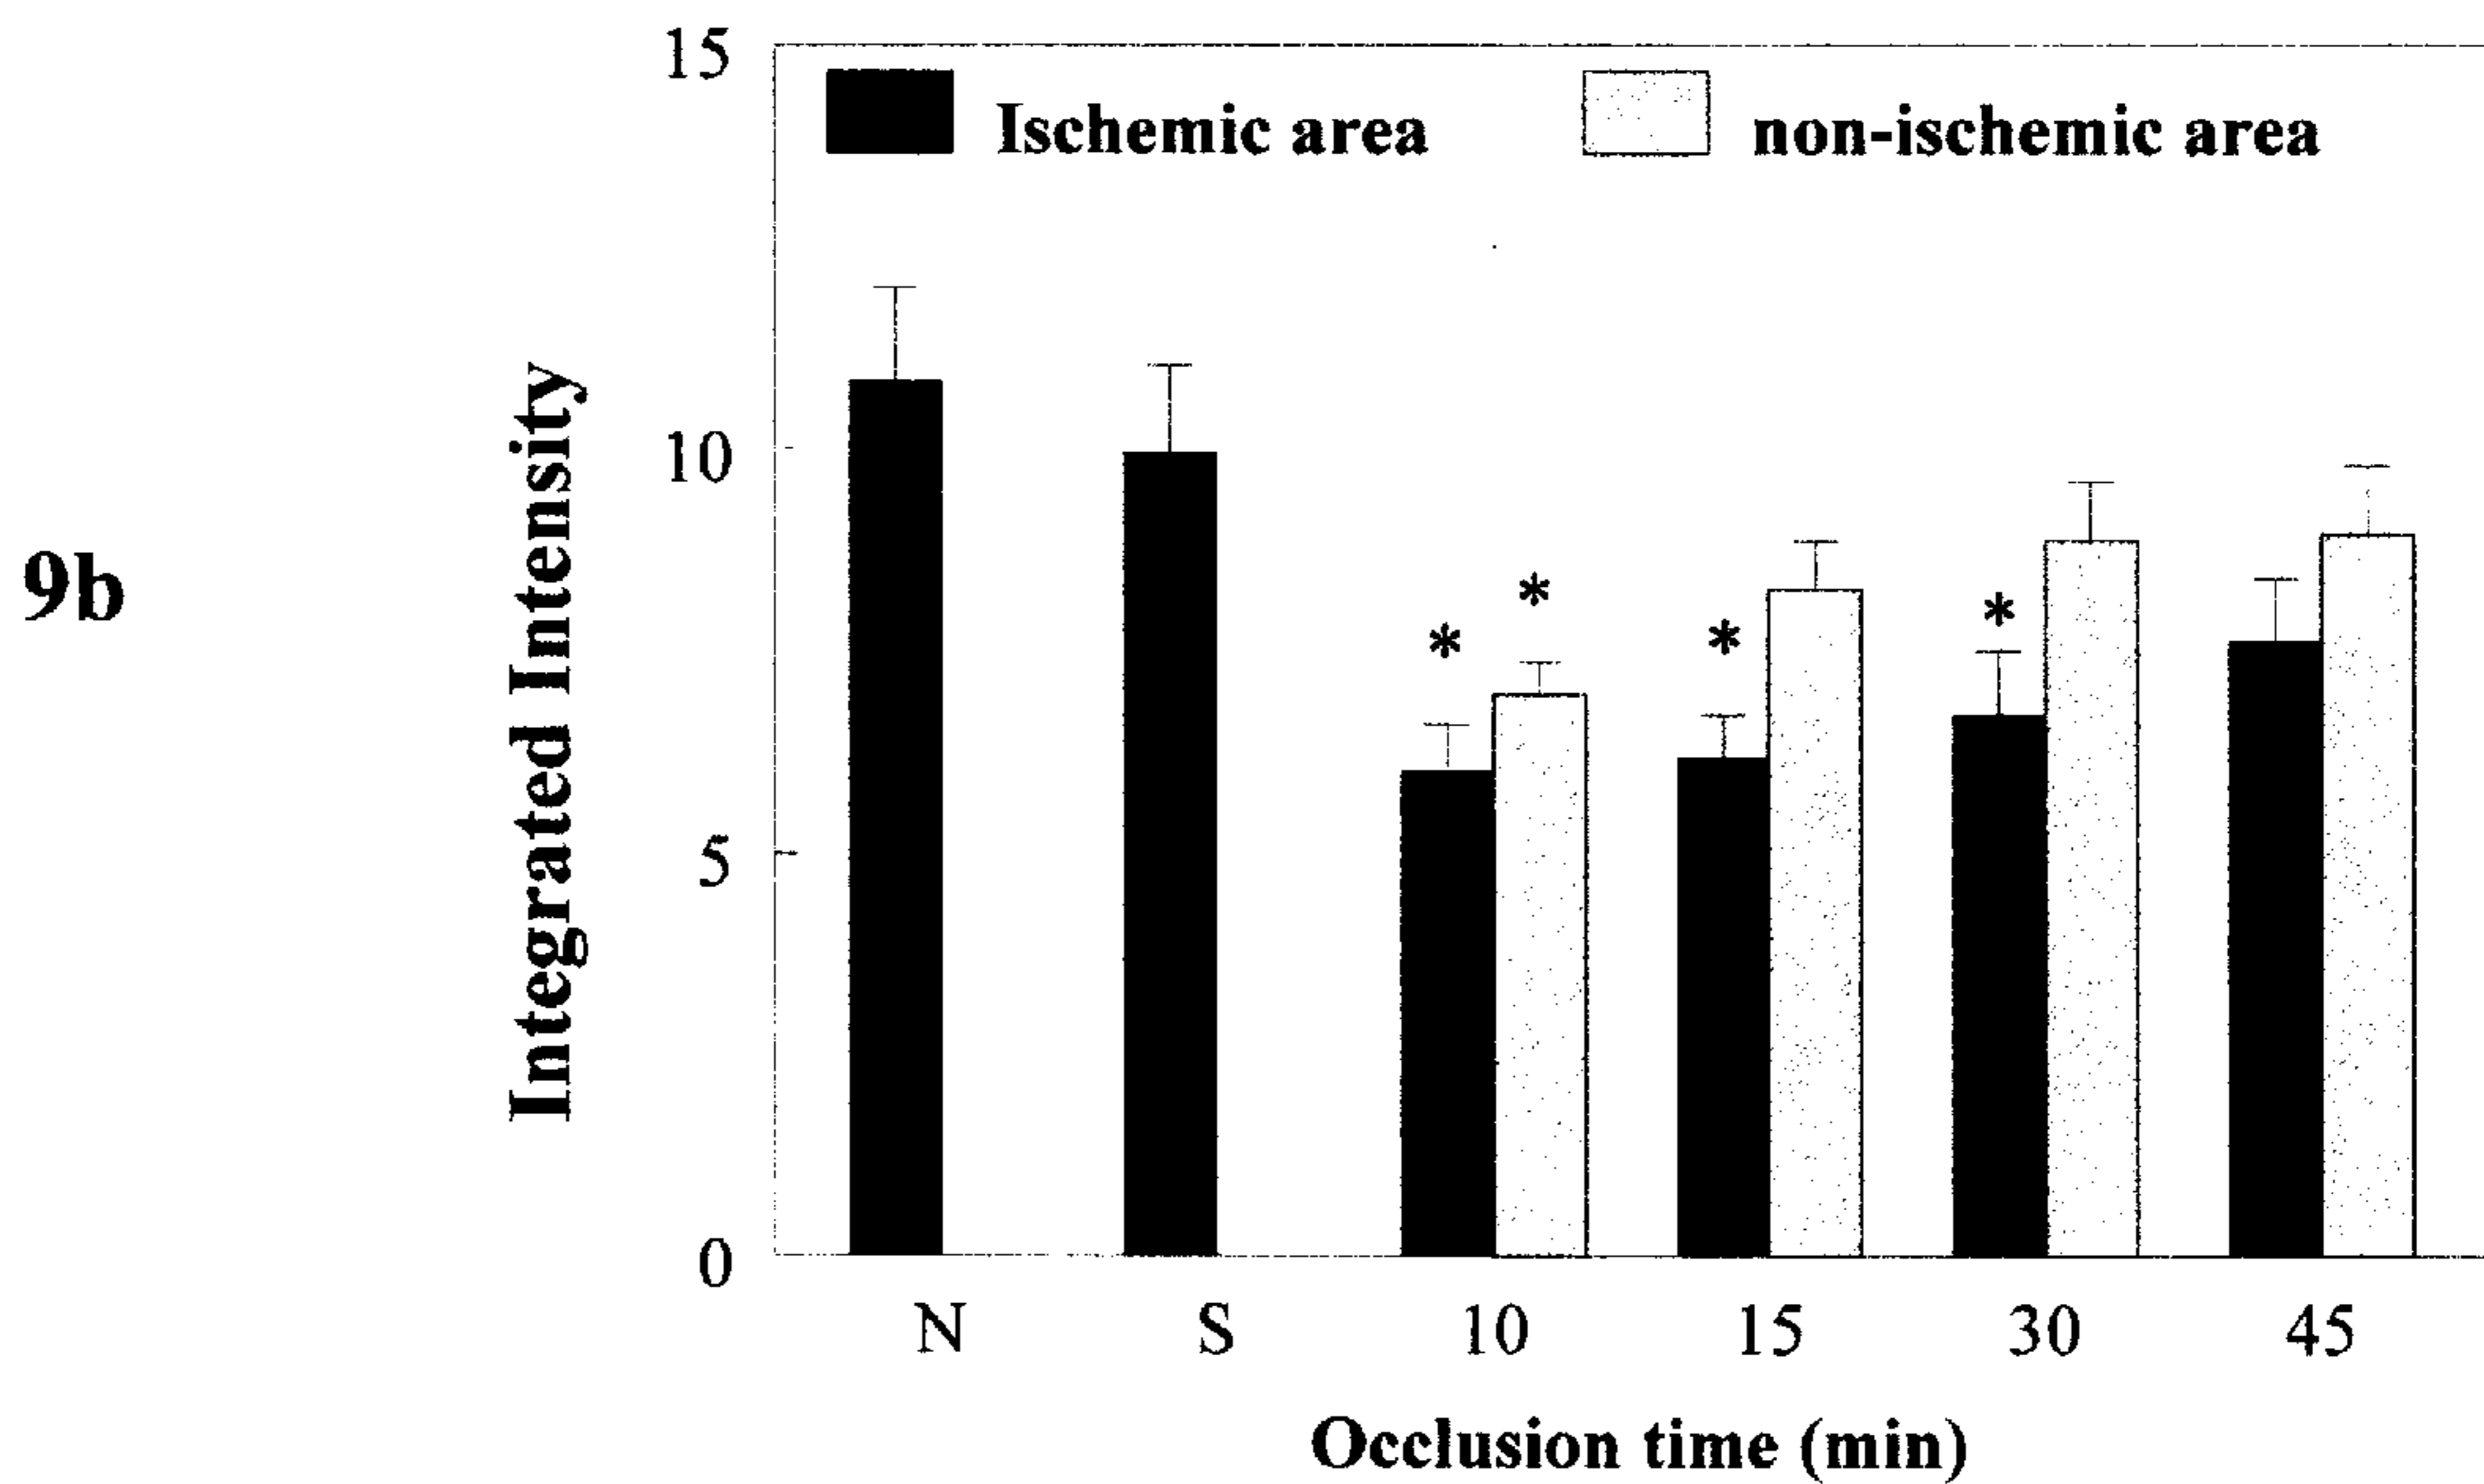 15
Ischemic area
non-ischemic area
10
Integrated Intensity
9b
*
*
*
*
5
0
N S 10 15 30 45
Occlusion time (min)